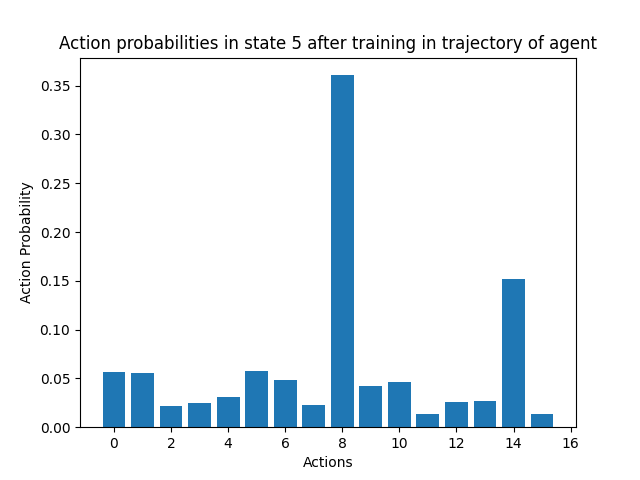 Action probabilities in state 5 after training in trajectory of agent
0.35
0.30
0.25
0.20
0.15
0.10
0.05
0.00
Action Probability
0 2 4 6 8 10 12 14 16
Actions